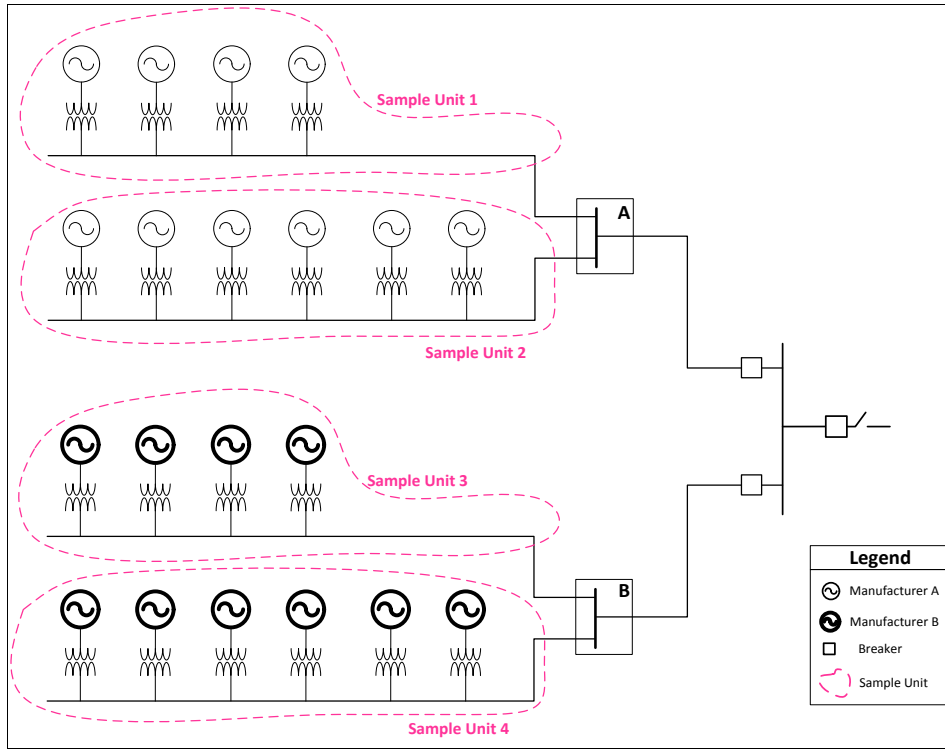 Sample Unit 1
A
Sample Unit 2
Sample Unit 3
B
Sample Unit 4
Legend
Manufacturer A
Manufacturer B
Breaker
Sample Unit